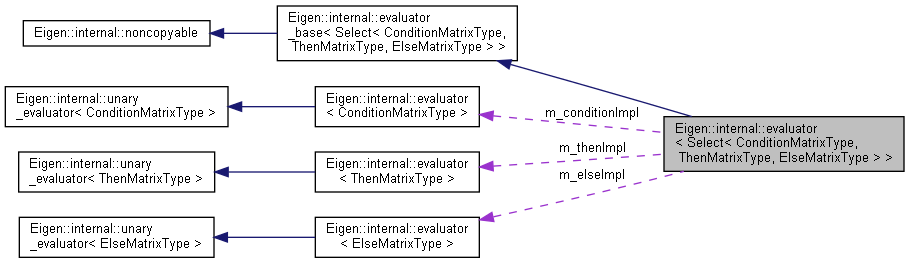 Eigen::internal::noncopyable
Eigen::internal::evaluator
_base< Select< ConditionMatrixType,
ThenMatrixType, ElseMatrixType > >
Eigen::internal::unary
_evaluator< ConditionMatrixType >
Eigen::internal::evaluator
< ConditionMatrixType >
m_conditionImpl
Eigen::internal::evaluator
< Select< ConditionMatrixType,
ThenMatrixType, ElseMatrixType > >
Eigen::internal::unary
_evaluator< ThenMatrixType >
Eigen::internal::evaluator
< ThenMatrixType >
m_thenImpl
m_elseImpl
Eigen::internal::unary
_evaluator< ElseMatrixType >
Eigen::internal::evaluator
< ElseMatrixType >